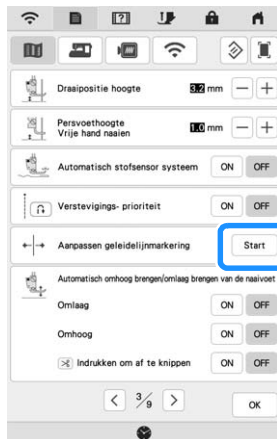 Draaipositie hoogte 3.2 mm − +
Persvoethoogte
Vrije hand naaien 1.0 mm − +
Automatisch stofsensor systeem ON OFF
Verstevigings- prioriteit ON OFF
Aanpassen geleidelijnmarkering Start
Automatisch omhoog brengen/omlaag brengen van de naaivoet
Omlaag ON OFF
Omhoog ON OFF
Indrukken om af te knippen ON OFF
< 3/9 > OK